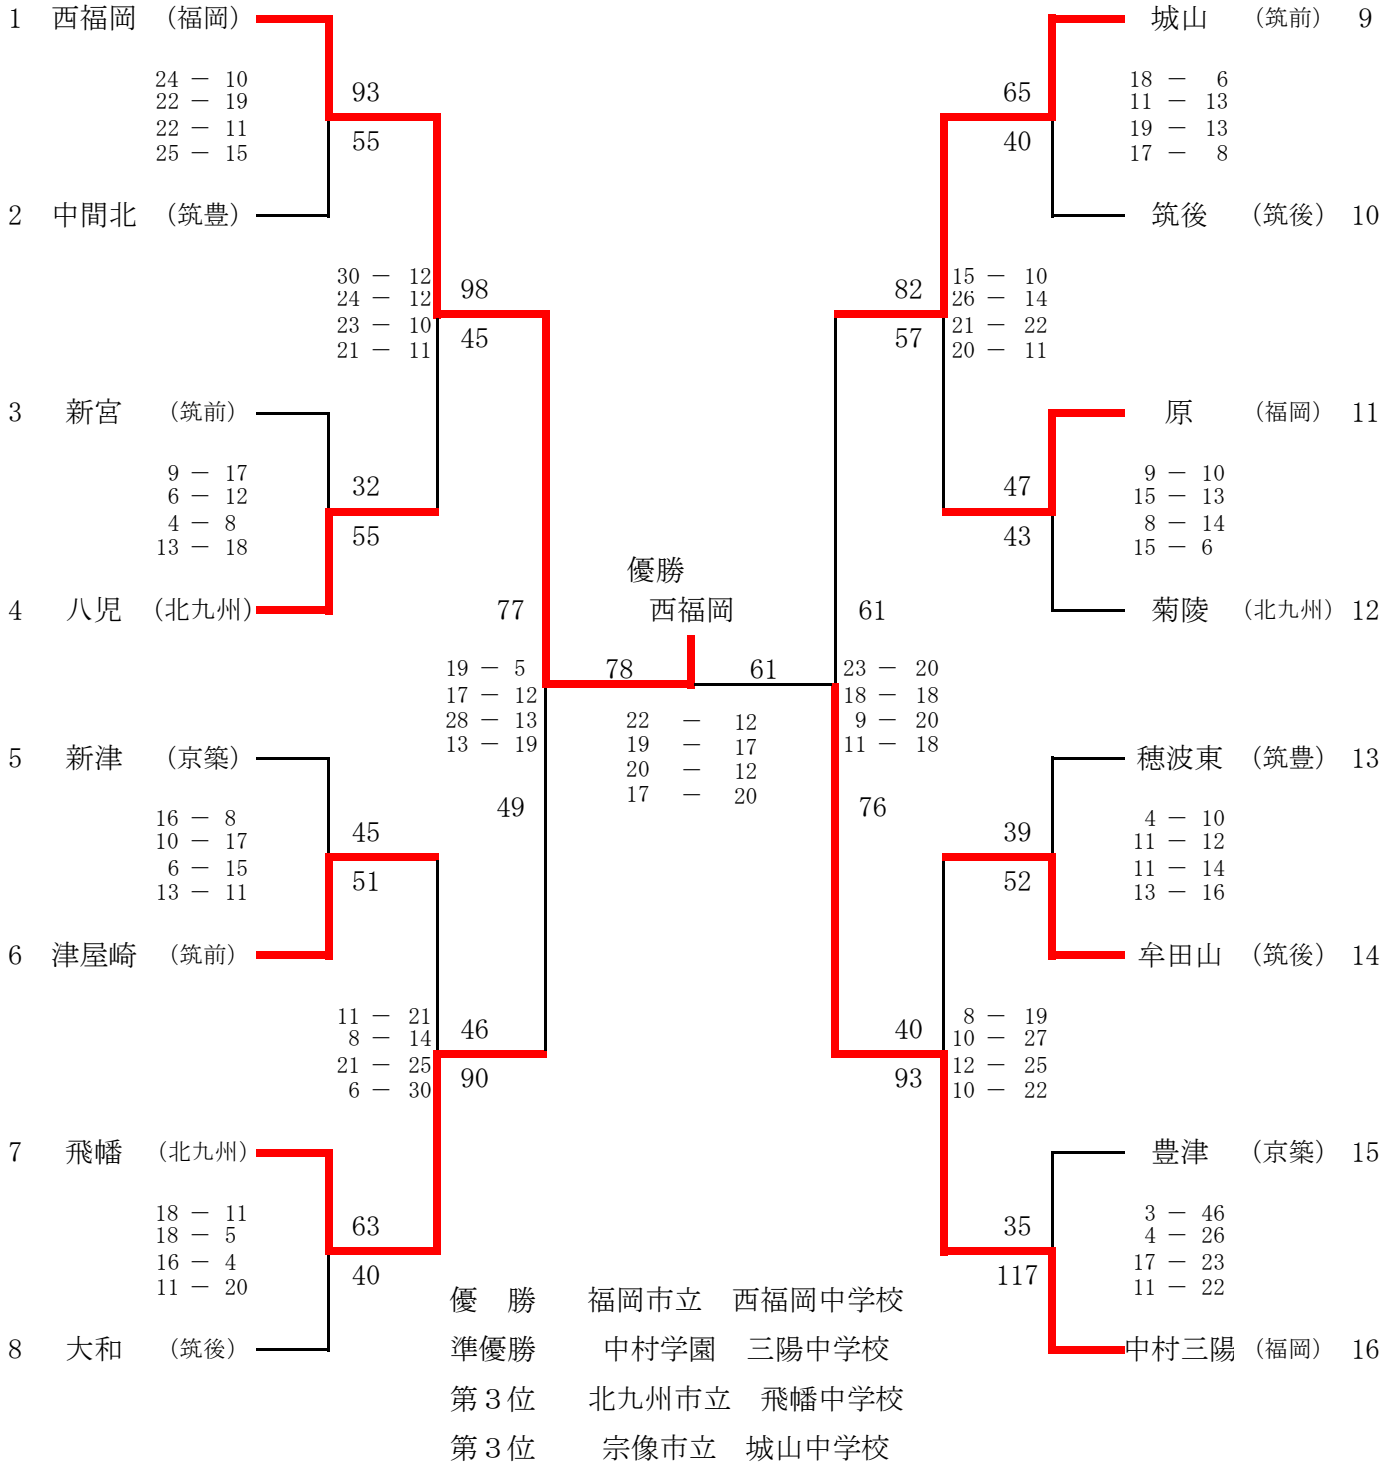 1 西福岡 （福岡）
24 － 10
22 － 19
22 － 11
25 － 15
93
55
2 中間北 （筑豊）
30 － 12
24 － 12
23 － 10
21 － 11
98
45
3 新宮 （筑前）
9 － 17
6 － 12
4 － 8
13 － 18
32
55
4 八児 （北九州）
77
19 － 5
17 － 12
28 － 13
13 － 19
49
5 新津 （京築）
16 － 8
10 － 17
6 － 15
13 － 11
45
51
6 津屋崎 （筑前）
11 － 21
8 － 14
21 － 25
6 － 30
46
90
7 飛幡 （北九州）
18 － 11
18 － 5
16 － 4
11 － 20
63
40
8 大和 （筑後）
優勝
西福岡
78 61
22 － 12
19 － 17
20 － 12
17 － 20
城山 （筑前） 9
65
40
18 － 6
11 － 13
19 － 13
17 － 8
筑後 （筑後） 10
82
57
15 － 10
26 － 14
21 － 22
20 － 11
原 （福岡） 11
47
43
9 － 10
15 － 13
8 － 14
15 － 6
菊陵 （北九州） 12
61
23 － 20
18 － 18
9 － 20
11 － 18
76
穂波東 （筑豊） 13
39
52
4 － 10
11 － 12
11 － 14
13 － 16
牟田山 （筑後） 14
40
93
8 － 19
10 － 27
12 － 25
10 － 22
豊津 （京築） 15
35
117
3 － 46
4 － 26
17 － 23
11 － 22
中村三陽 （福岡） 16
優　勝 福岡市立 西福岡中学校
準優勝 中村学園 三陽中学校
第３位 北九州市立 飛幡中学校
第３位 宗像市立 城山中学校